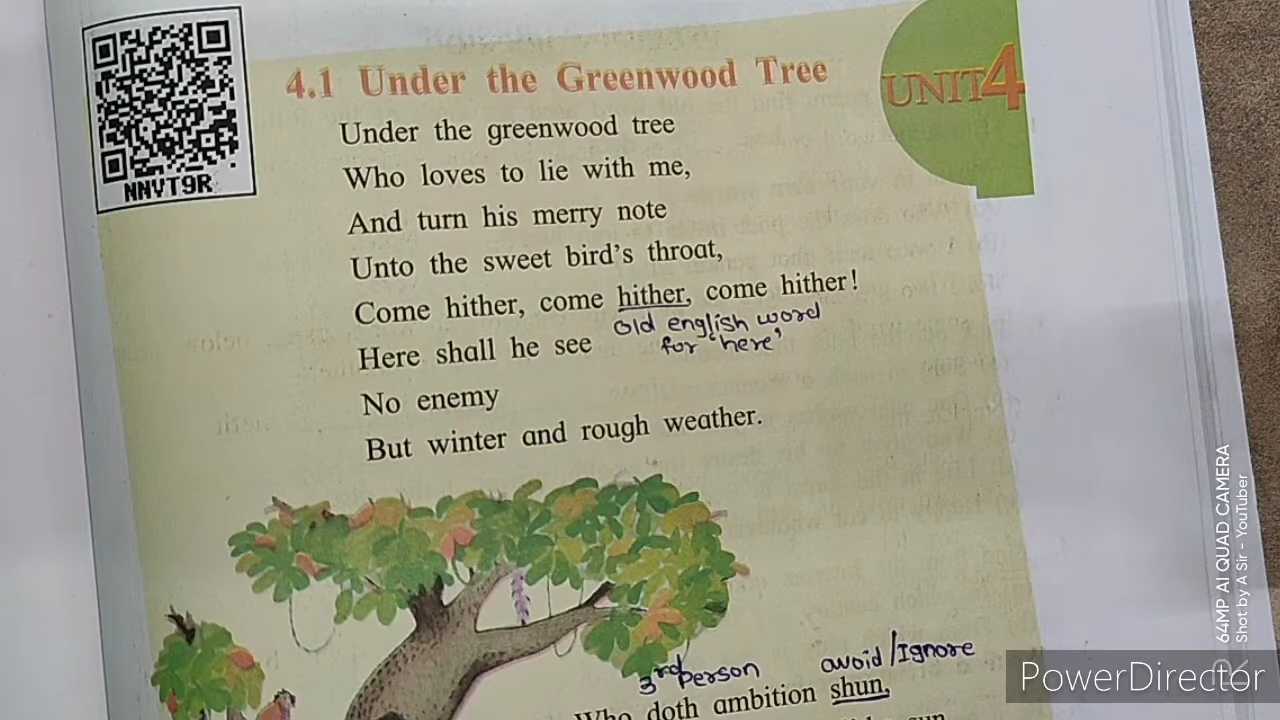 NNVT9R
4.1 Under the Greenwood Tree
UNIT 4
Under the greenwood tree
Who loves to lie with me,
And turn his merry note
Unto the sweet bird's throat,
Come hither, come hither, come hither!
old english word
for 'here'
Here shall he see
No enemy
But winter and rough weather.
3rd person
avoid/Ignore
Who doth ambition shun,
64MP AI QUAD CAMERA
Shot by A Sir - YouTuber
PowerDirector